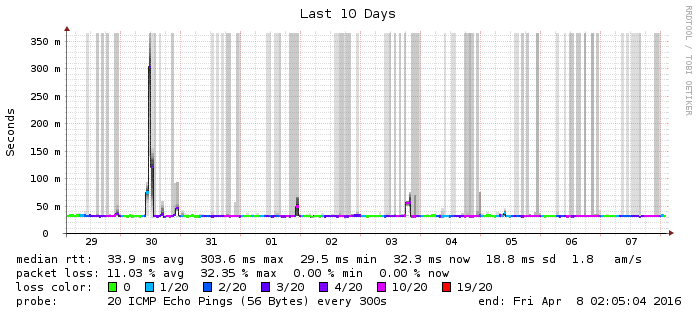 Last 10 Days
RRDTOOL / TOBI OETIKER
Seconds
350 m
300 m
250 m
200 m
150 m
100 m
50 m
0
29 30 31 01 02 03 04 05 06 07
median rtt: 33.9 ms avg 303.6 ms max 29.5 ms min 32.3 ms now 18.8 ms sd 1.8 am/s
packet loss: 11.03 % avg 32.35 % max 0.00 % min 0.00 % now
loss color: 0 1/20 2/20 3/20 4/20 10/20 19/20
probe: 20 ICMP Echo Pings (56 Bytes) every 300s end: Fri Apr 8 02:05:04 2016